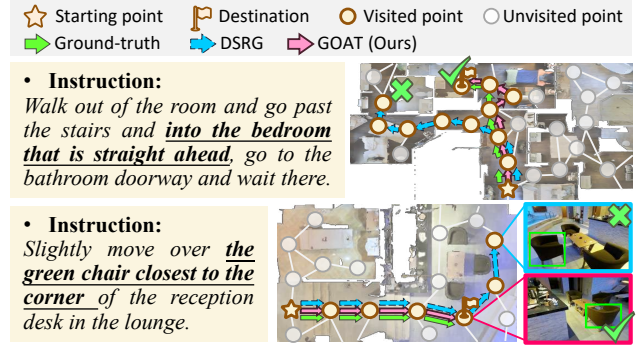 Starting point Destination Visited point Unvisited point
Ground-truth DSRG GOAT (Ours)
• Instruction:
Walk out of the room and go past
the stairs and into the bedroom
that is straight ahead, go to the
bathroom doorway and wait there.
• Instruction:
Slightly move over the
green chair closest to the
corner of the reception
desk in the lounge.